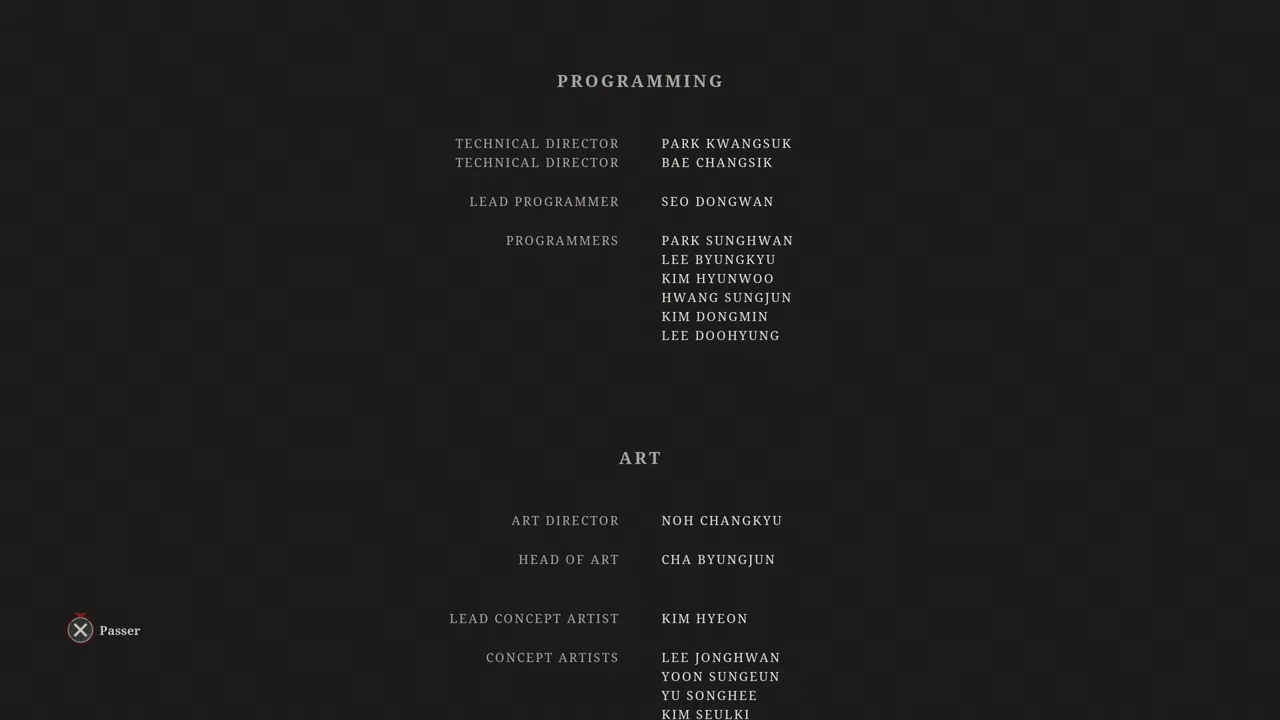 PROGRAMMING
TECHNICAL DIRECTOR PARK KWANGSUK
TECHNICAL DIRECTOR BAE CHANGSIK
LEAD PROGRAMMER SEO DONGWAN
PROGRAMMERS PARK SUNGHWAN
LEE BYUNGKYU
KIM HYUNWOO
HWANG SUNGJUN
KIM DONGMIN
LEE DOOHYUNG
ART
ART DIRECTOR NOH CHANGKYU
HEAD OF ART CHA BYUNGJUN
LEAD CONCEPT ARTIST KIM HYEON
Passer
CONCEPT ARTISTS LEE JONGHWAN
YOON SUNGEUN
YU SONGHEE
KIM SEULKI